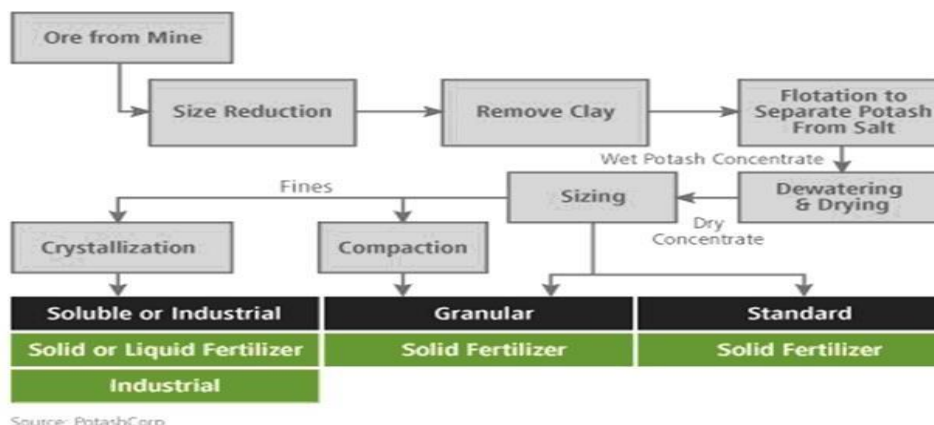 Ore from Mine
Size Reduction
Remove Clay
Flotation to
Separate Potash
From Salt
Wet Potash Concentrate
Dewatering
& Drying
Dry
Concentrate
Sizing
Fines
Crystallization
Compaction
Soluble or Industrial
Granular
Standard
Solid or Liquid Fertilizer
Solid Fertilizer
Solid Fertilizer
Industrial
Source: PotashCorp